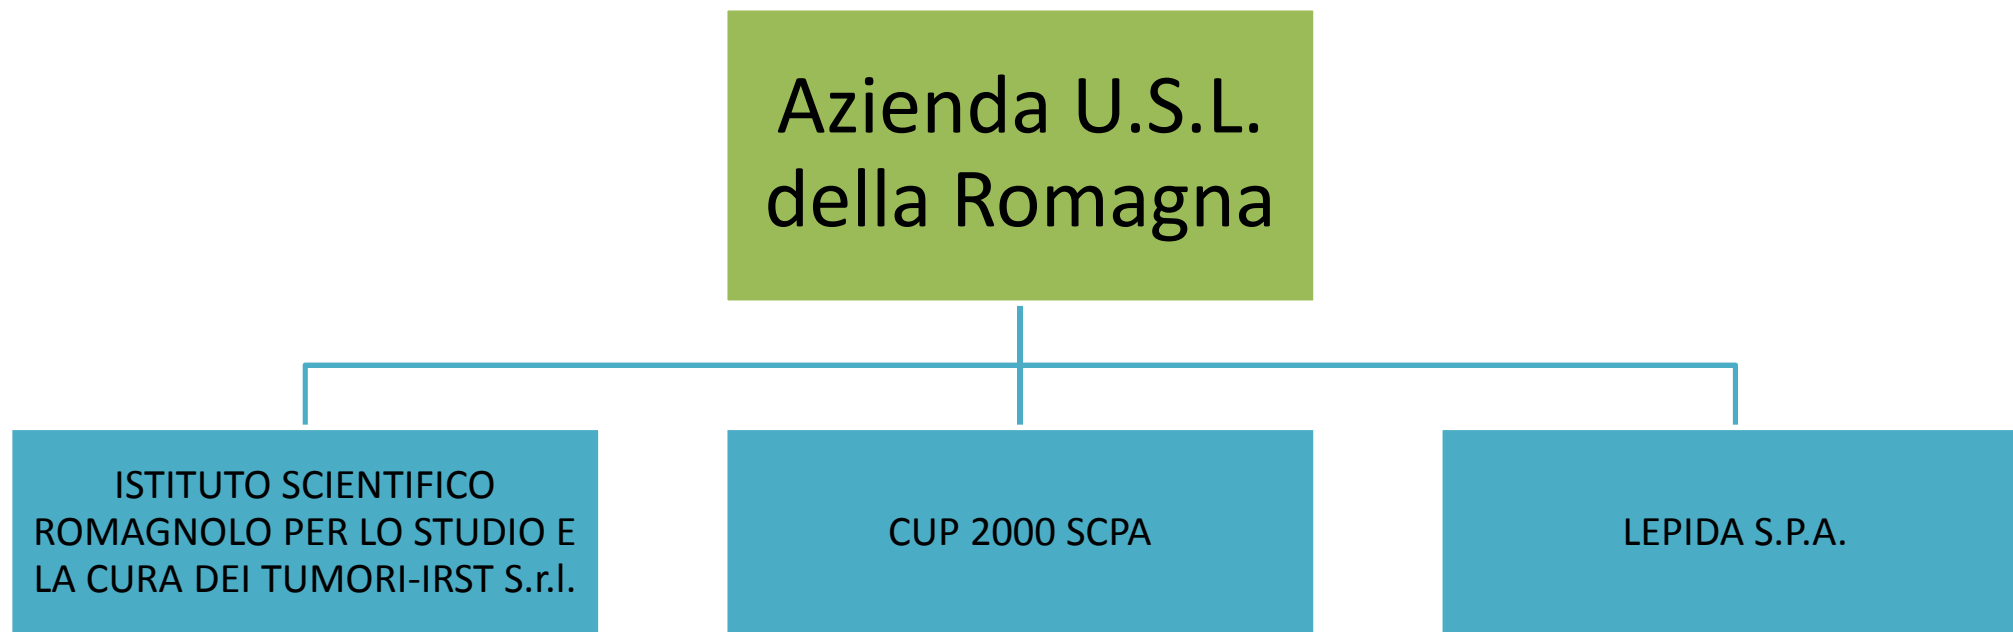 Azienda U.S.L.
della Romagna
ISTITUTO SCIENTIFICO
ROMAGNOLO PER LO STUDIO E
LA CURA DEI TUMORI-IRST S.r.l.
CUP 2000 SCPA
LEPIDA S.P.A.